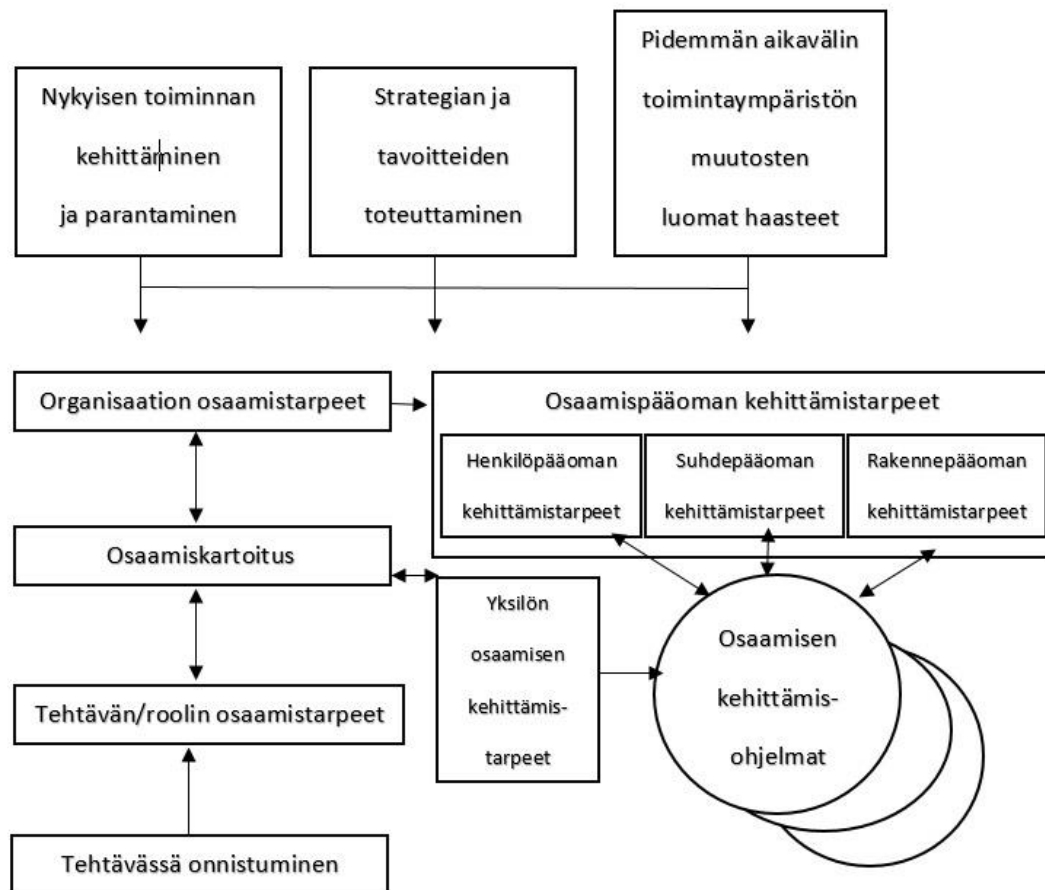 Nykyisen toiminnan
kehittäminen
ja parantaminen
Strategian ja
tavoitteiden
toteuttaminen
Pidemmän aikavälin
toimintaympäristön
muutosten
luomat haasteet
Organisaation osaamistarpeet
Osaamispääoman kehittämistarpeet
Henkilöpääoman
kehittämistarpeet
Suhdepääoman
kehittämistarpeet
Rakennepääoman
kehittämistarpeet
Osaamiskartoitus
Yksilön
osaamisen
kehittämis-
tarpeet
Osaamisen
kehittämis-
ohjelmat
Tehtävän/roolin osaamistarpeet
Tehtävässä onnistuminen